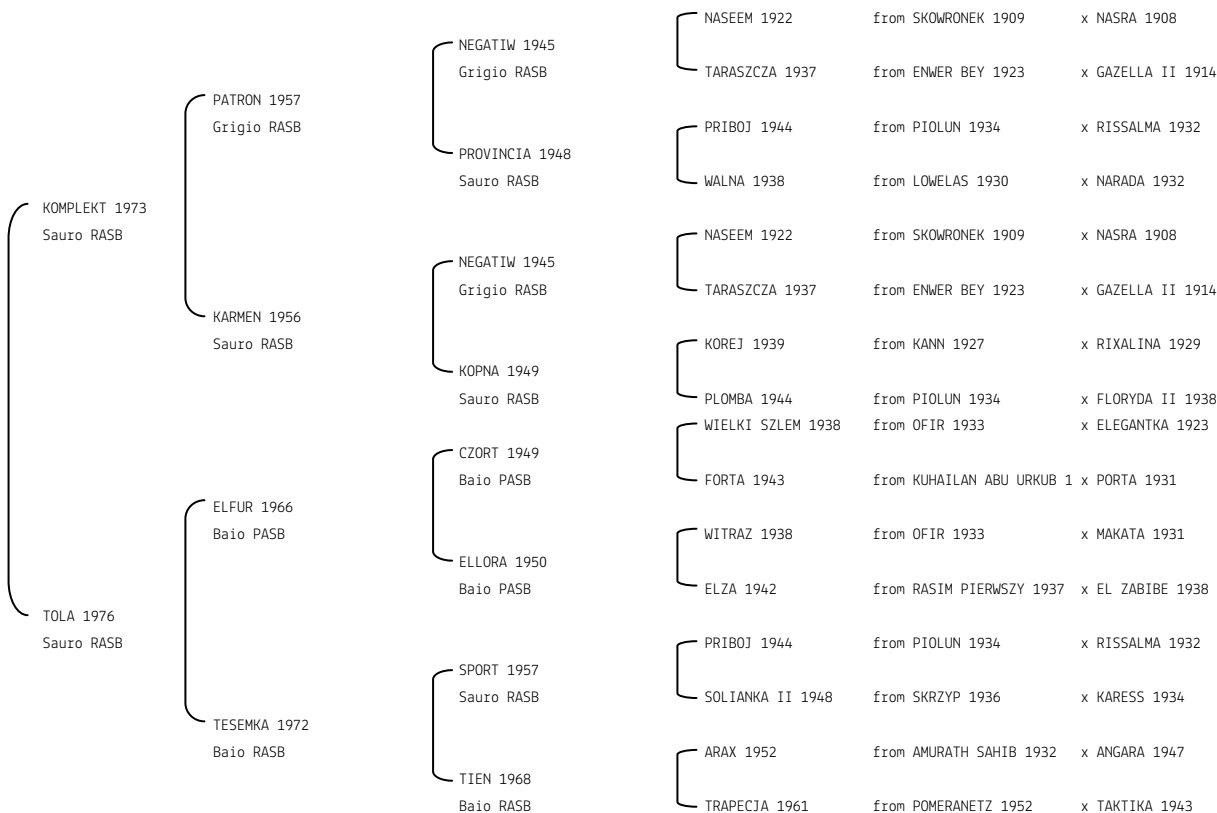 NASEEM 1922 from SKOWRONEK 1909 x NASRA 1908
NEGATIW 1945
Grigio RASB
TARASZCZA 1937 from ENWER BEY 1923 x GAZELLA II 1914
PATRON 1957
Grigio RASB
PRIBOJ 1944 from PIOLUN 1934 x RISSALMA 1932
PROVINCIA 1948
Sauro RASB
WALNA 1938 from LOWELAS 1930 x NARADA 1932
KOMPLEKT 1973
Sauro RASB
NASEEM 1922 from SKOWRONEK 1909 x NASRA 1908
NEGATIW 1945
Grigio RASB
TARASZCZA 1937 from ENWER BEY 1923 x GAZELLA II 1914
KARMEN 1956
Sauro RASB
KOREJ 1939 from KANN 1927 x RIXALINA 1929
KOPNA 1949
Sauro RASB
PLOMBA 1944 from PIOLUN 1934 x FLORYDA II 1938
WIELKI SZLEM 1938 from OFIR 1933 x ELEGANTKA 1923
CZORT 1949
Baio PASB
FORTA 1943 from KUHAILAN ABU URKUB 1 x PORTA 1931
ELFUR 1966
Baio PASB
WITRAZ 1938 from OFIR 1933 x MAKATA 1931
ELLORA 1950
Baio PASB
ELZA 1942 from RASIM PIERWSZY 1937 x EL ZABIBE 1938
TOLA 1976
Sauro RASB
PRIBOJ 1944 from PIOLUN 1934 x RISSALMA 1932
SPORT 1957
Sauro RASB
SOLIANKA II 1948 from SKRZYP 1936 x KARESS 1934
TESEMKA 1972
Baio RASB
ARAX 1952 from AMURATH SAHIB 1932 x ANGARA 1947
TIEN 1968
Baio RASB
TRAPECJA 1961 from POMERANETZ 1952 x TAKTIKA 1943